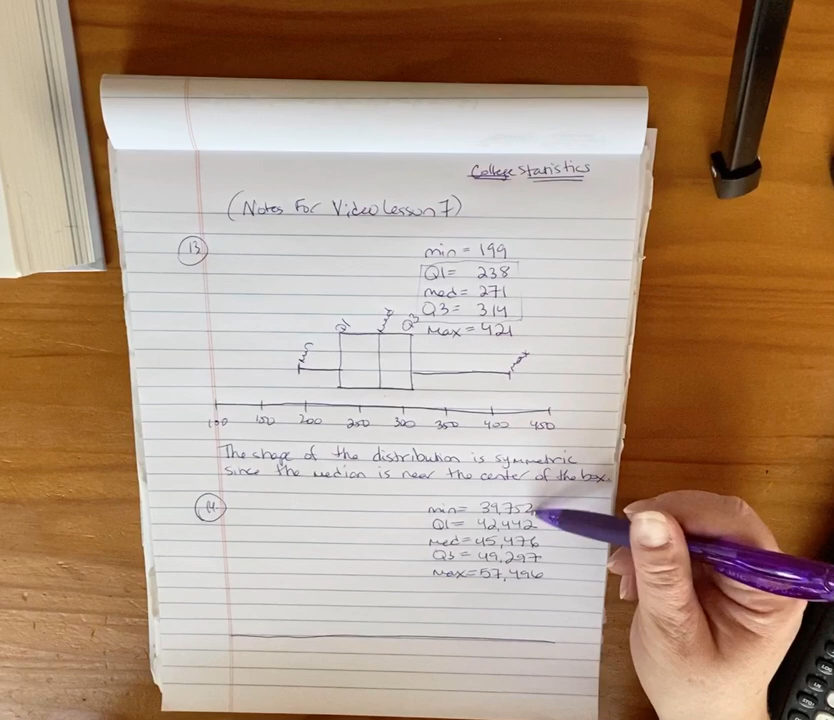 College Statistics
(Notes For Video lesson 7)
13
min = 199
Q1 = 238
med = 271
Q3 = 314
Max = 421
Min
Q1
Med
Q3
Max
100 150 200 250 300 350 400 450
The shape of the distribution is symmetric
since the median is near the center of the box.
14
min = 39,752
Q1 = 42,442
med = 45,476
Q3 = 49,297
Max = 57,496
LOG
LN